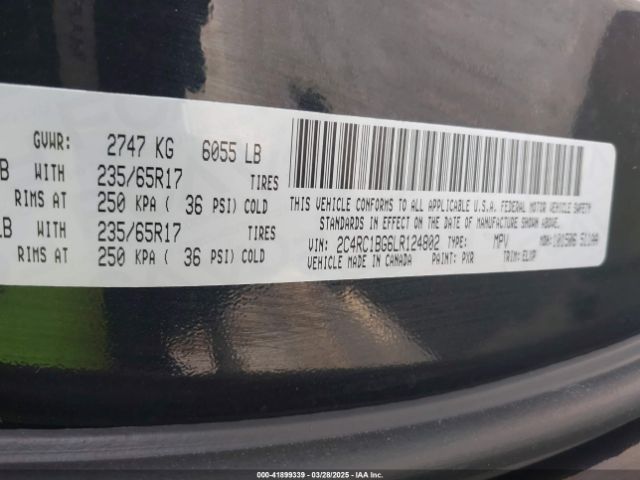 GVWR: 2747 KG 6055 LB
B WITH 235/65R17 TIRES
RIMS AT 250 KPA ( 36 PSI) COLD
LB WITH 235/65R17 TIRES
RIMS AT 250 KPA ( 36 PSI) COLD
THIS VEHICLE CONFORMS TO ALL APPLICABLE U.S.A. FEDERAL MOTOR VEHICLE SAFETY
STANDARDS IN EFFECT ON THE DATE OF MANUFACTURE SHOWN ABOVE.
VIN: 2C4RC1BG6LR124802 TYPE: MPV
VEHICLE MADE IN CANADA PAINT: PXR TRIM: ELXP
000-41899339 03/28/2025 Copyright IAA